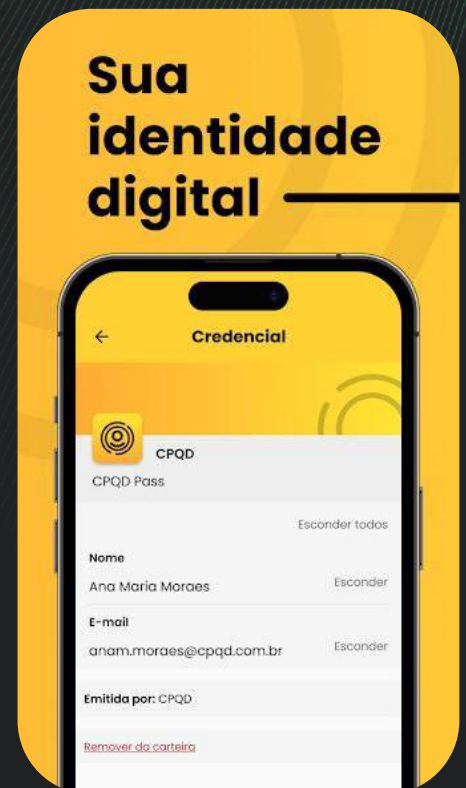 Sua
identidade
digital
Credencial
CPQD
CPQD Pass
Esconder todos
Nome
Ana Maria Moraes Esconder
E-mail
anam.moraes@cpqd.com.br Esconder
Emitida por: CPQD
Remover da carteira